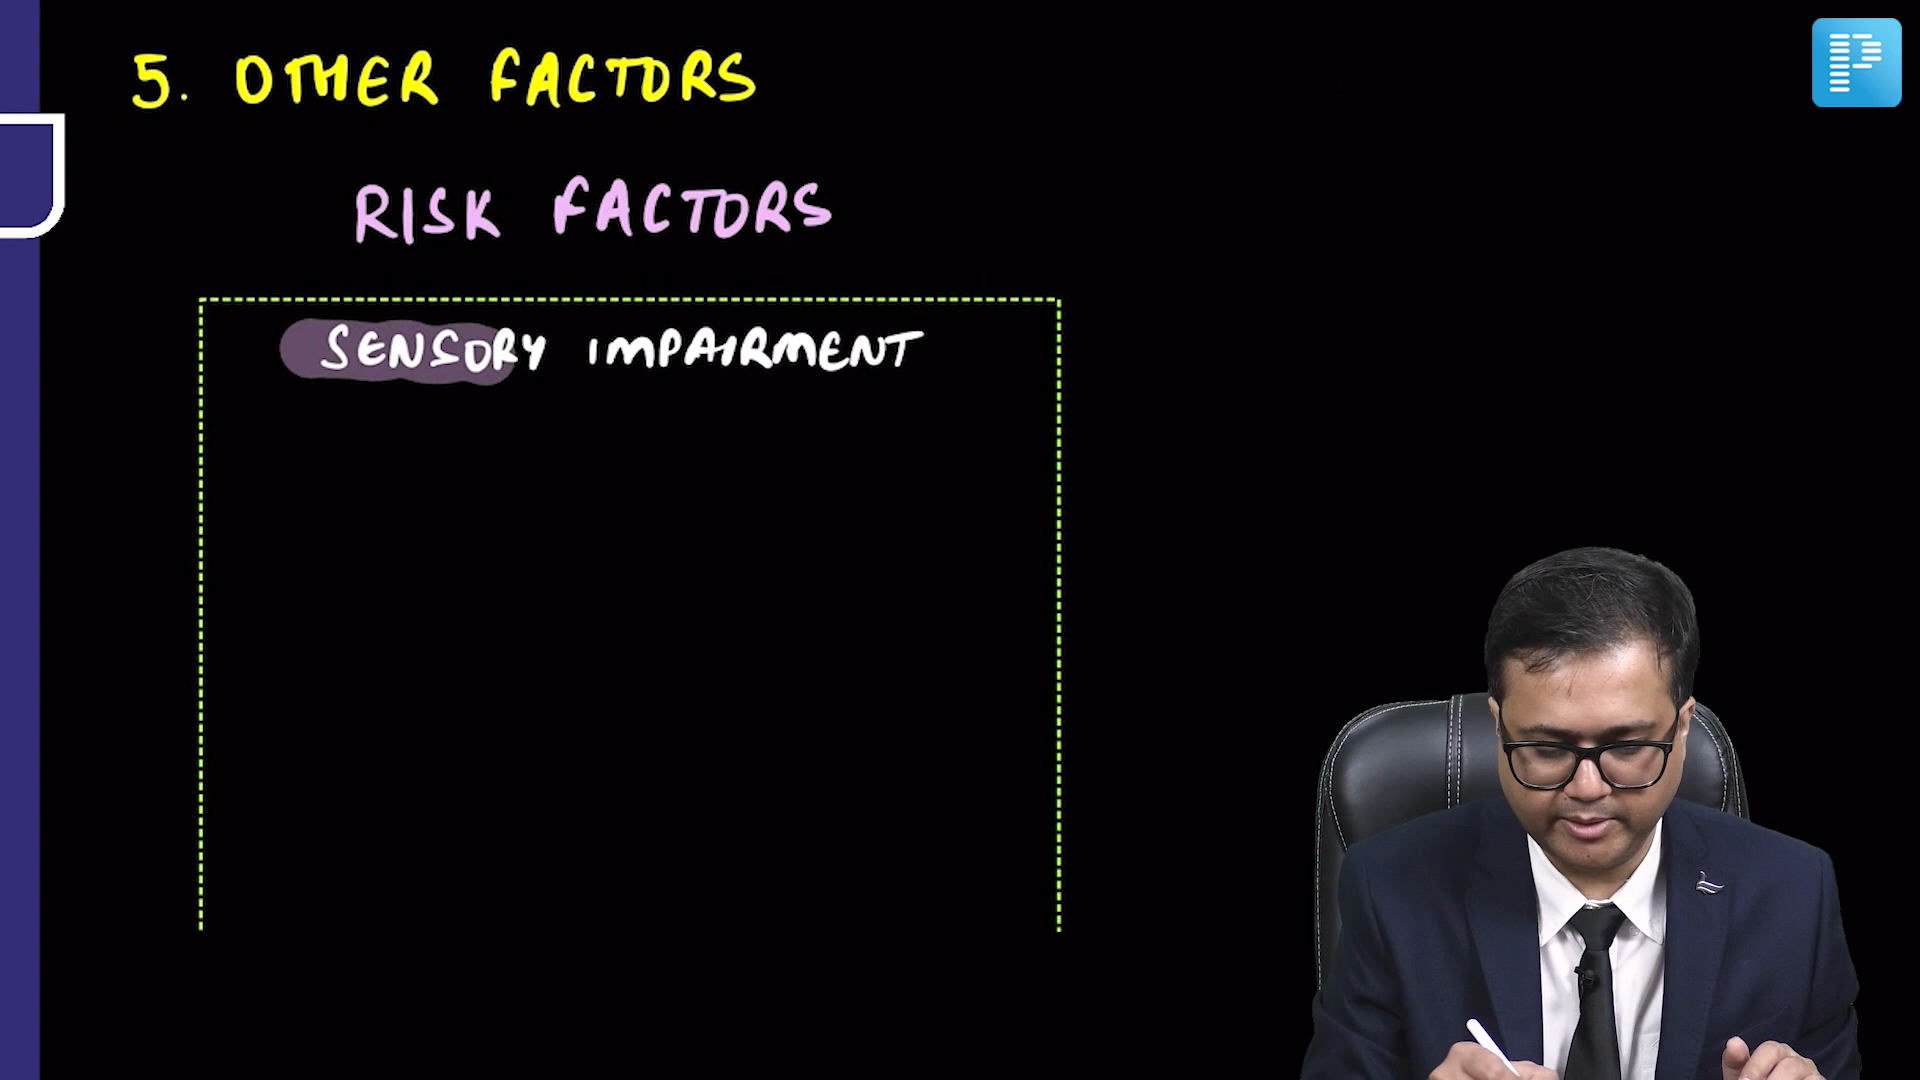 5. OTHER FACTORS
RISK FACTORS
SENSORY IMPAIRMENT